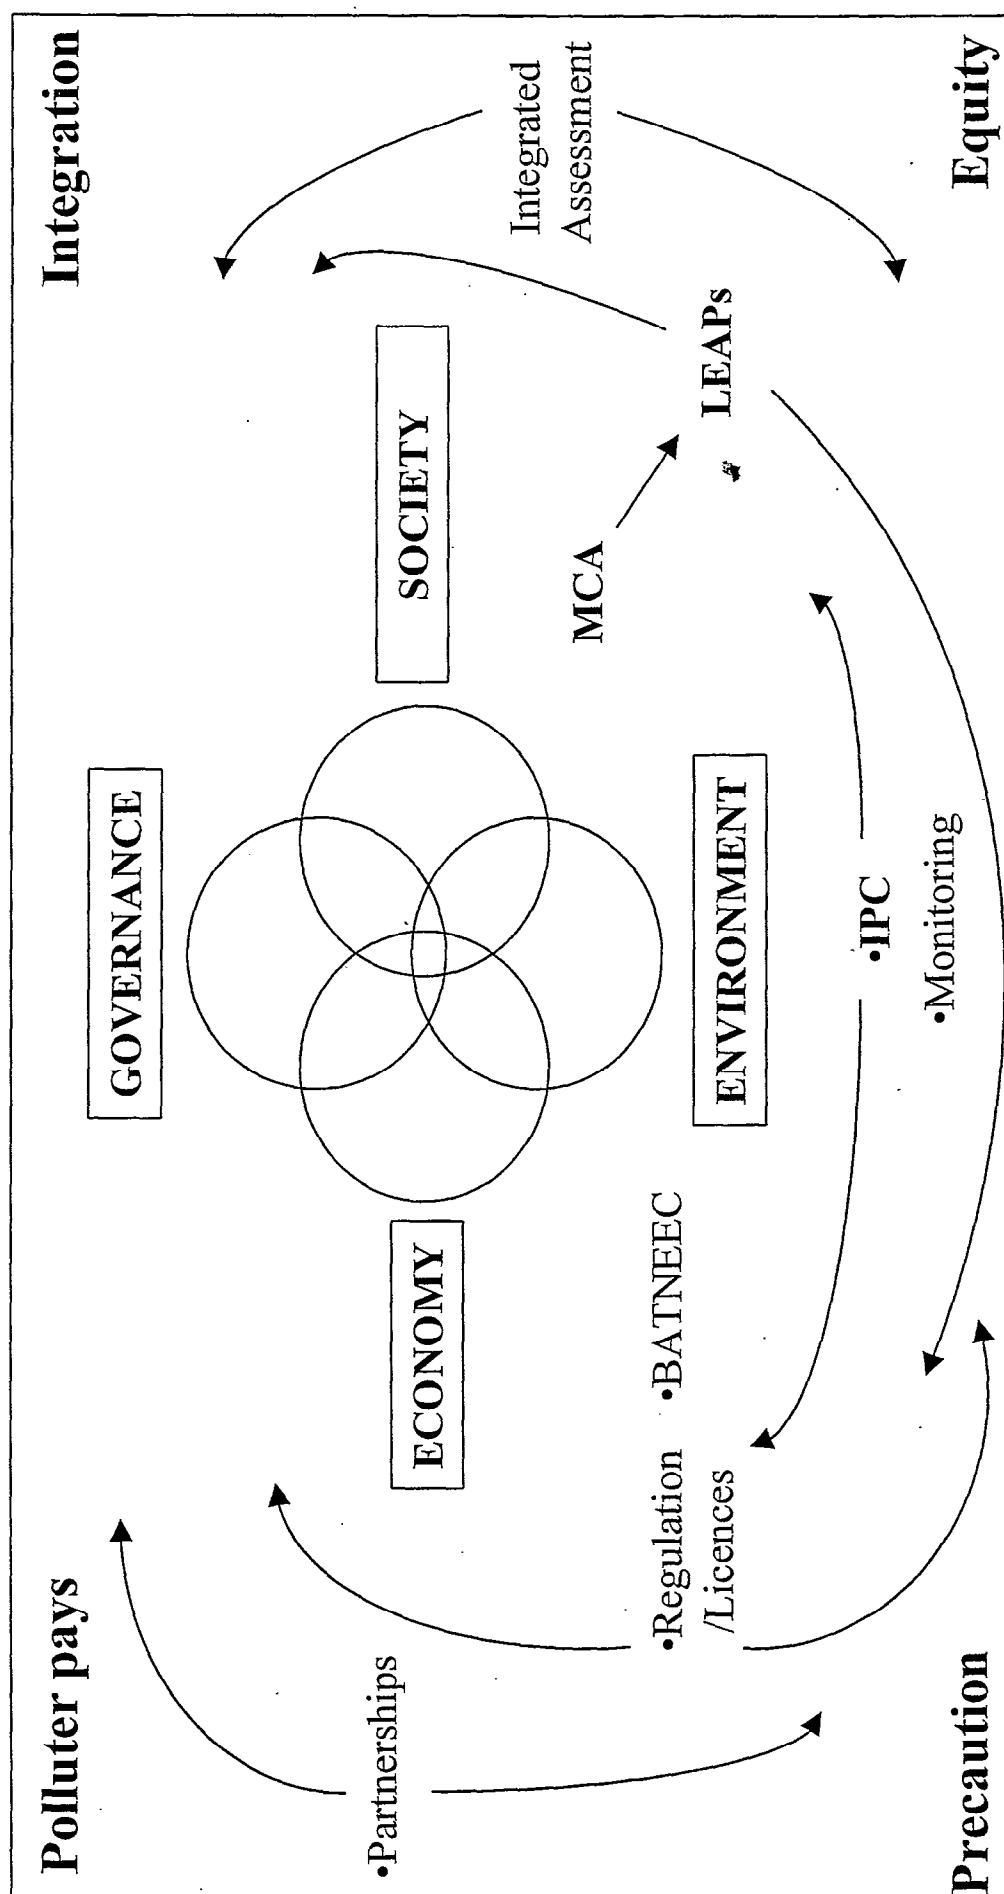 Polluter pays
Integration
GOVERNANCE
•Partnerships
ECONOMY
SOCIETY
Integrated
Assessment
MCA
•Regulation
/Licences
•BATNEEC
ENVIRONMENT
LEAPs
•IPC
•Monitoring
Precaution
Equity